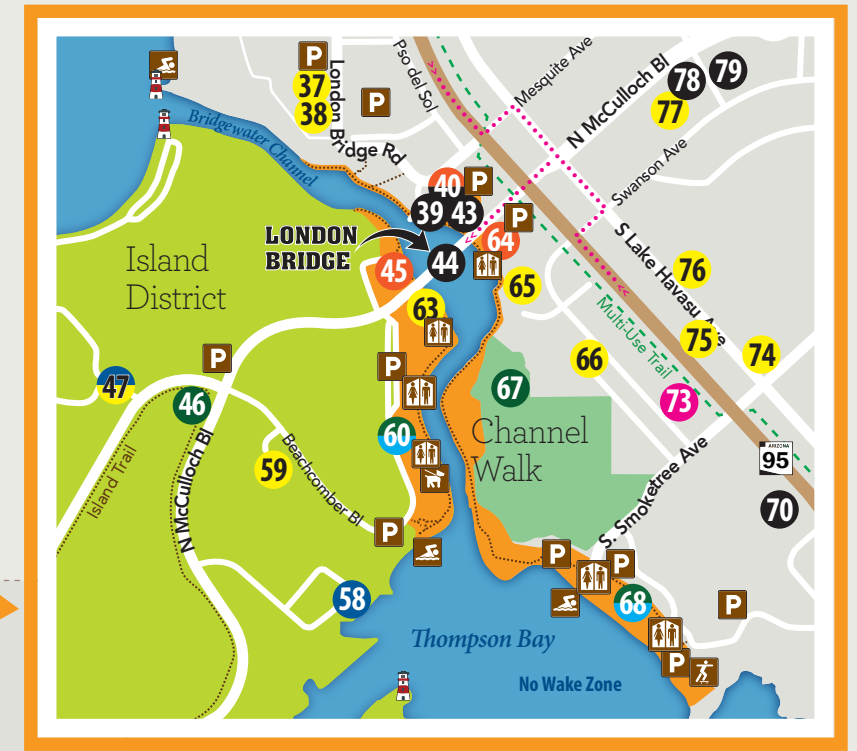 P
37
38
London
Bridge Rd
P
Pso del Sol
Mesquite Ave
N McCulloch Bl
78
79
77
Swanson Ave
Bridgewater Channel
40
P
39
43
P
64
LONDON
BRIDGE
44
45
Island
District
65
S Lake Havasu Ave
76
63
Multi-Use Trail
75
74
66
P
P
47
46
67
73
60
Channel
Walk
Island Trail
N McCulloch Bl
59
Beachcomber Bl
S. Smoketree Ave
ARIZONA
95
70
P
P
P
58
68
P
Thompson Bay
P
No Wake Zone